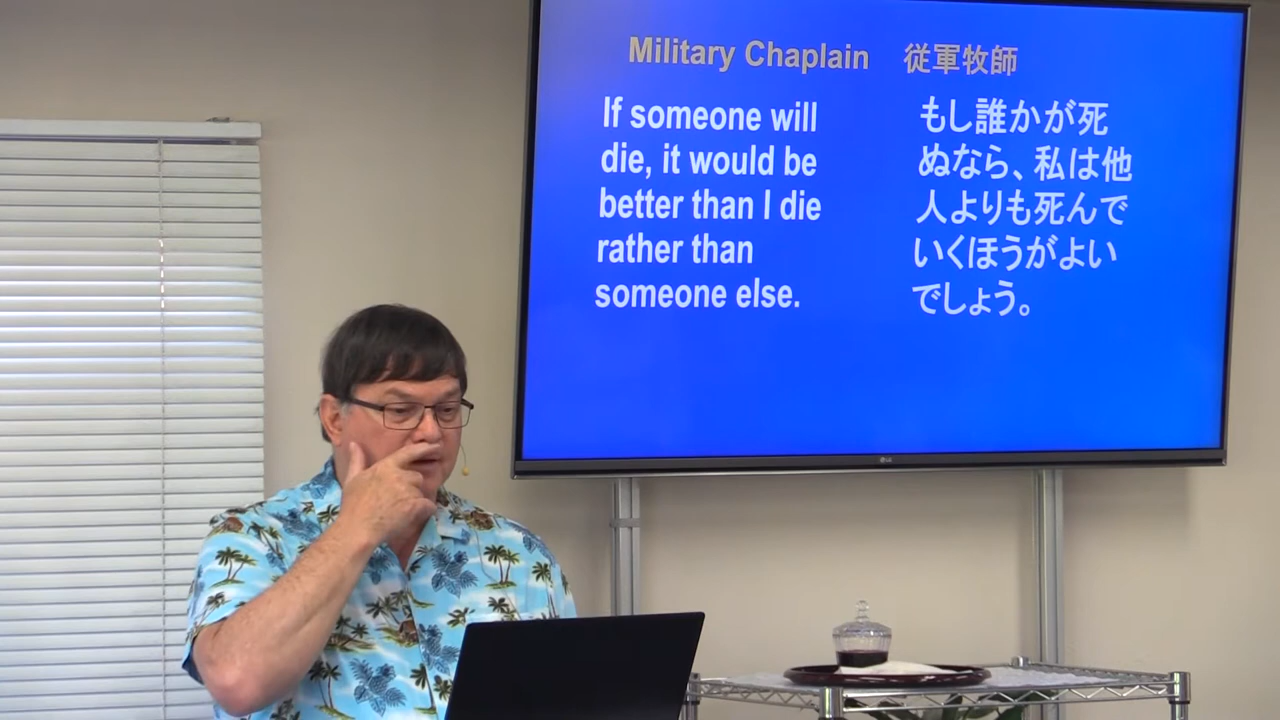 Military Chaplain 従軍牧師
If someone will
die, it would be
better than I die
rather than
someone else.
もし誰かが死
ぬなら、私は他
人よりも死んで
いくほうがよい
でしょう。
LG